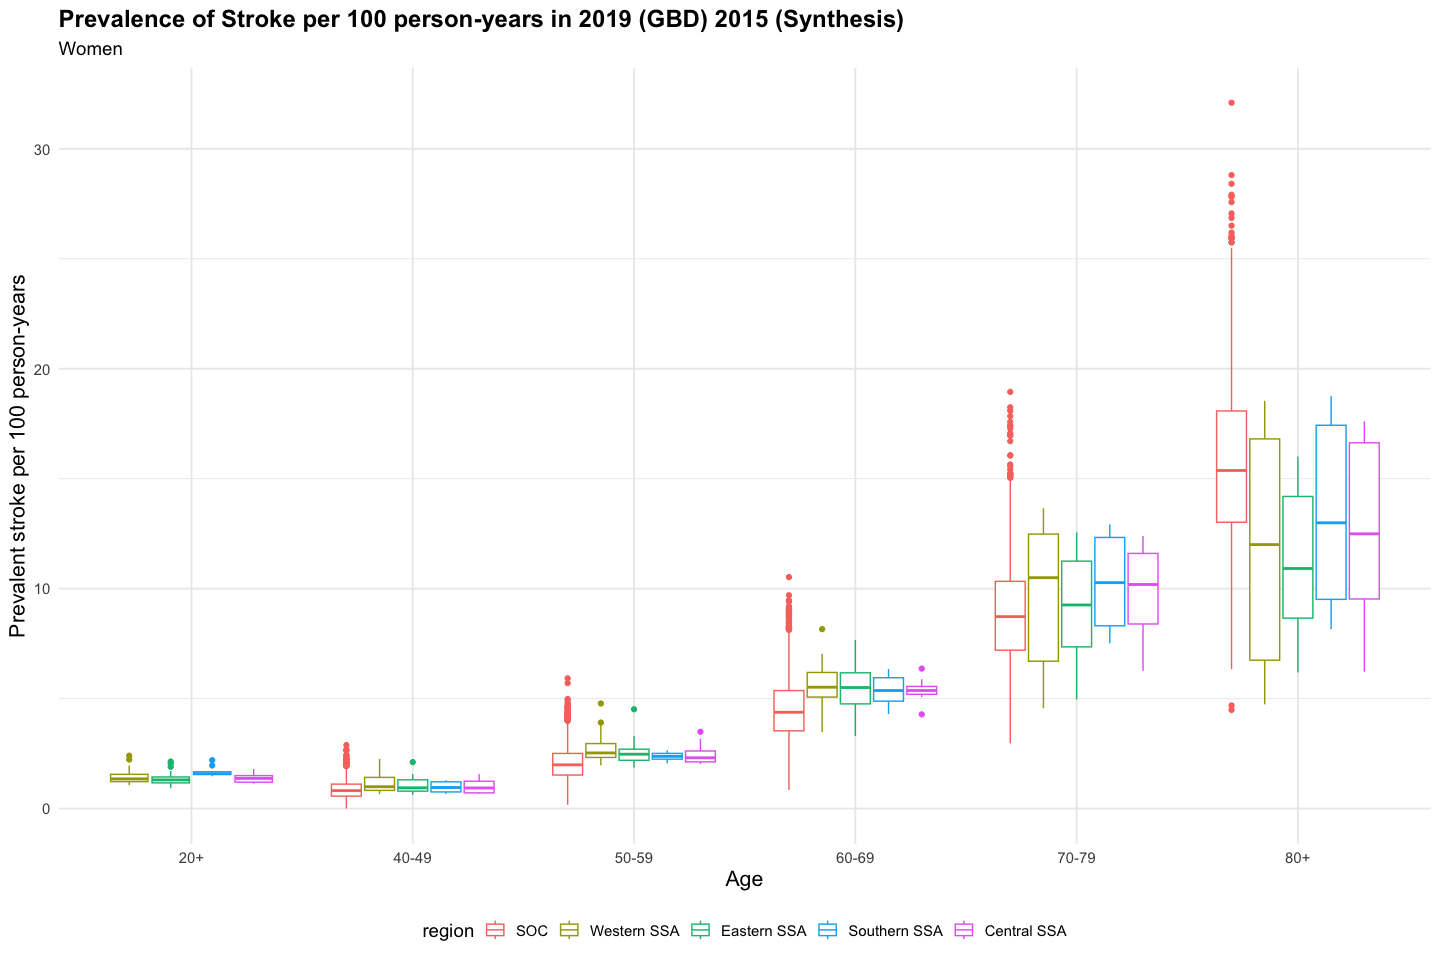 Prevalence of Stroke per 100 person-years in 2019 (GBD) 2015 (Synthesis)
Women
Prevalent stroke per 100 person-years
30
20
10
0
20+ 40-49 50-59 60-69 70-79 80+
Age
region SOC Western SSA Eastern SSA Southern SSA Central SSA